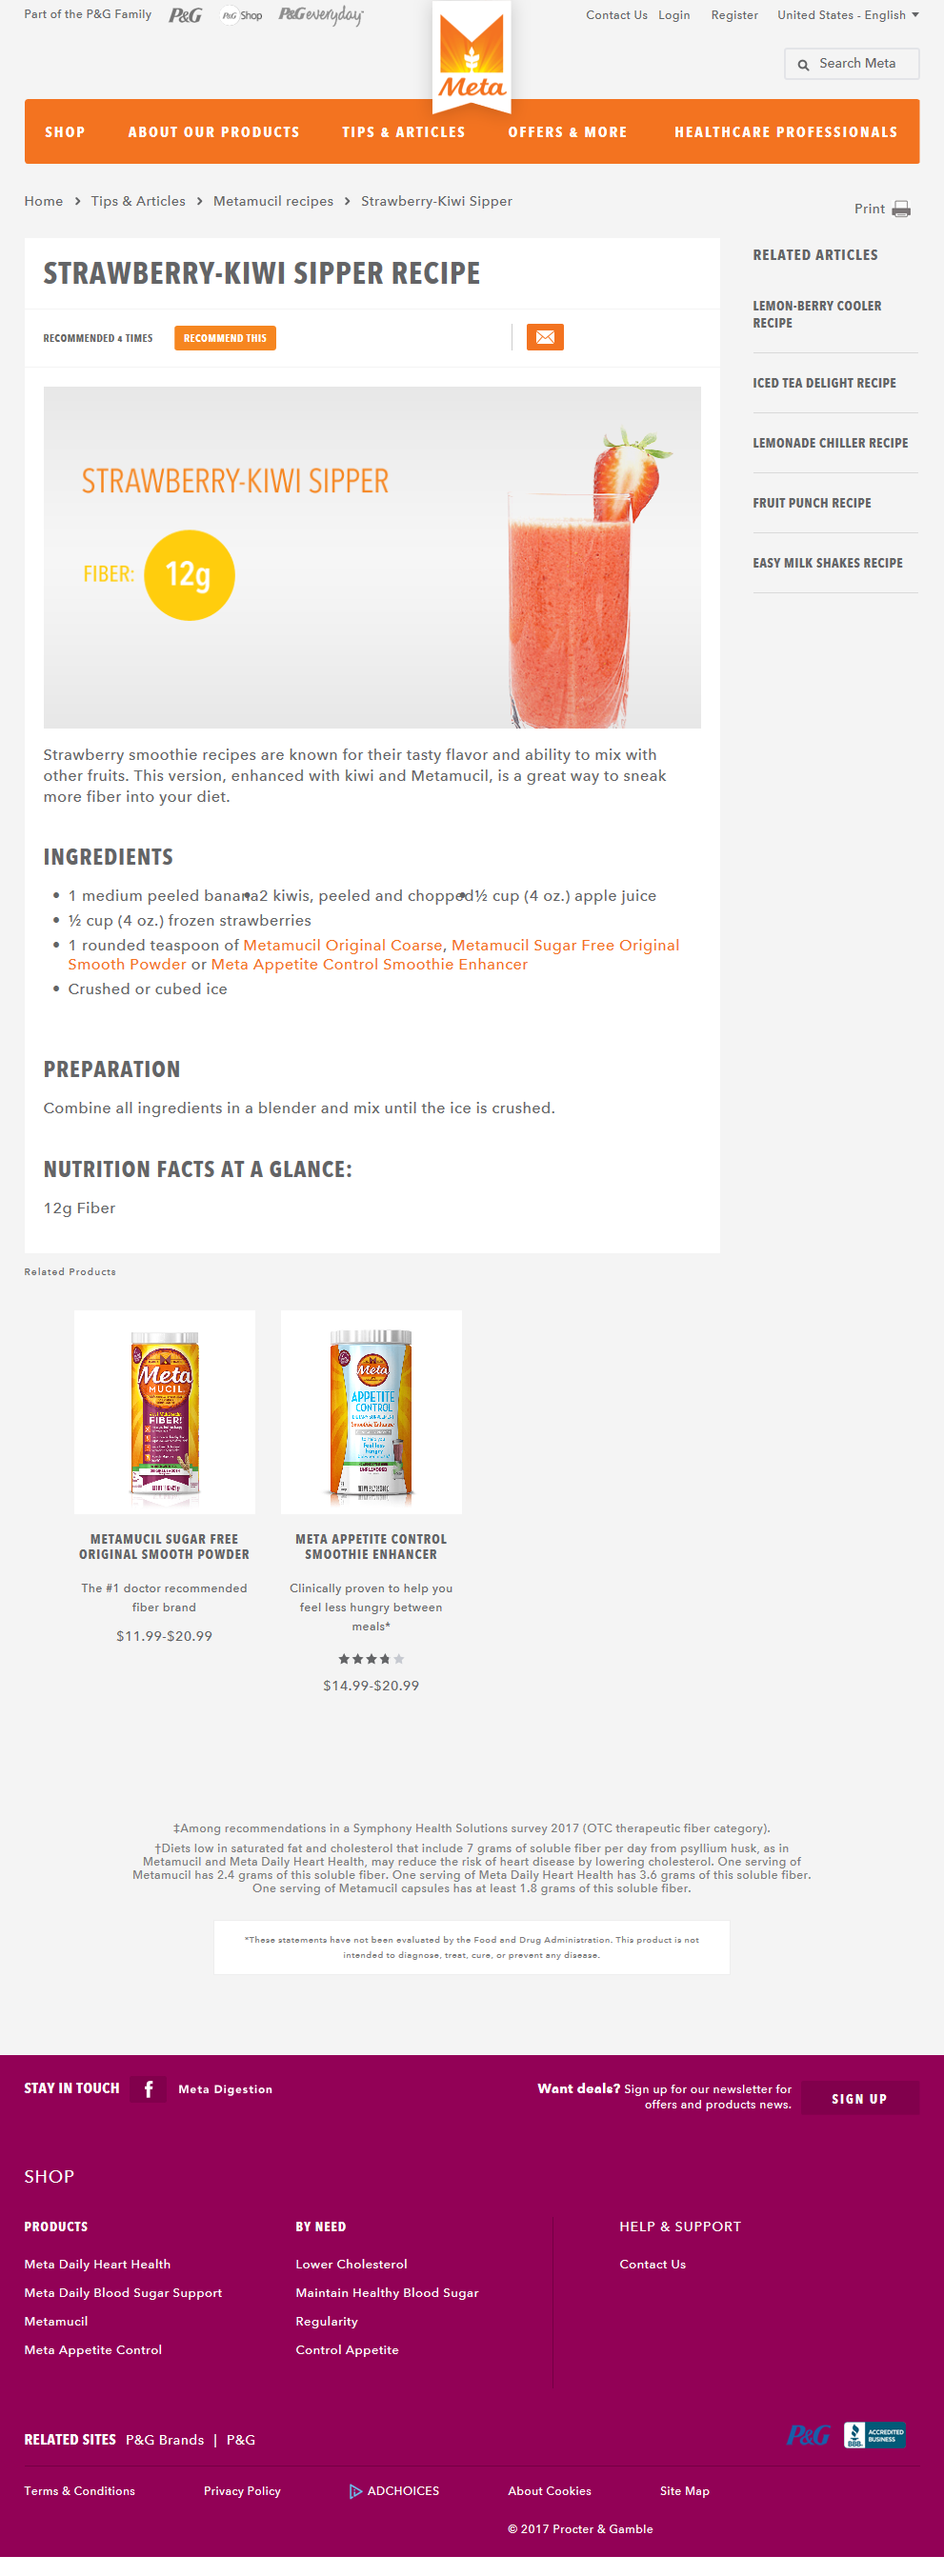 Part of the P&G Family P&G P&G Shop P&G everyday
Contact Us Login Register United States - English
Meta
Search Meta
SHOP ABOUT OUR PRODUCTS TIPS & ARTICLES OFFERS & MORE HEALTHCARE PROFESSIONALS
Home > Tips & Articles > Metamucil recipes > Strawberry-Kiwi Sipper
Print
STRAWBERRY-KIWI SIPPER RECIPE
RECOMMENDED 4 TIMES RECOMMEND THIS
STRAWBERRY-KIWI SIPPER
FIBER: 12g
Strawberry smoothie recipes are known for their tasty flavor and ability to mix with
other fruits. This version, enhanced with kiwi and Metamucil, is a great way to sneak
more fiber into your diet.
INGREDIENTS
• 1 medium peeled banana2 kiwis, peeled and chopped½ cup (4 oz.) apple juice
• ½ cup (4 oz.) frozen strawberries
• 1 rounded teaspoon of Metamucil Original Coarse, Metamucil Sugar Free Original
Smooth Powder or Meta Appetite Control Smoothie Enhancer
• Crushed or cubed ice
PREPARATION
Combine all ingredients in a blender and mix until the ice is crushed.
NUTRITION FACTS AT A GLANCE:
12g Fiber
RELATED ARTICLES
LEMON-BERRY COOLER
RECIPE
ICED TEA DELIGHT RECIPE
LEMONADE CHILLER RECIPE
FRUIT PUNCH RECIPE
EASY MILK SHAKES RECIPE
Related Products
Meta
MUCIL
FIBER!
METAMUCIL SUGAR FREE
ORIGINAL SMOOTH POWDER
The #1 doctor recommended
fiber brand
$11.99-$20.99
Meta
APPETITE
CONTROL
Smoothie Enhancer
feel less
hungry
META APPETITE CONTROL
SMOOTHIE ENHANCER
Clinically proven to help you
feel less hungry between
meals*
$14.99-$20.99
‡Among recommendations in a Symphony Health Solutions survey 2017 (OTC therapeutic fiber category).
†Diets low in saturated fat and cholesterol that include 7 grams of soluble fiber per day from psyllium husk, as in
Metamucil and Meta Daily Heart Health, may reduce the risk of heart disease by lowering cholesterol. One serving of
Metamucil has 2.4 grams of this soluble fiber. One serving of Meta Daily Heart Health has 3.6 grams of this soluble fiber.
One serving of Metamucil capsules has at least 1.8 grams of this soluble fiber.
*These statements have not been evaluated by the Food and Drug Administration. This product is not
intended to diagnose, treat, cure, or prevent any disease.
STAY IN TOUCH f Meta Digestion
Want deals? Sign up for our newsletter for
offers and products news.
SIGN UP
SHOP
PRODUCTS
Meta Daily Heart Health
Meta Daily Blood Sugar Support
Metamucil
Meta Appetite Control
BY NEED
Lower Cholesterol
Maintain Healthy Blood Sugar
Regularity
Control Appetite
HELP & SUPPORT
Contact Us
RELATED SITES P&G Brands | P&G
P&G
BBB ACCREDITED
BUSINESS
Terms & Conditions Privacy Policy ADCHOICES About Cookies Site Map
© 2017 Procter & Gamble